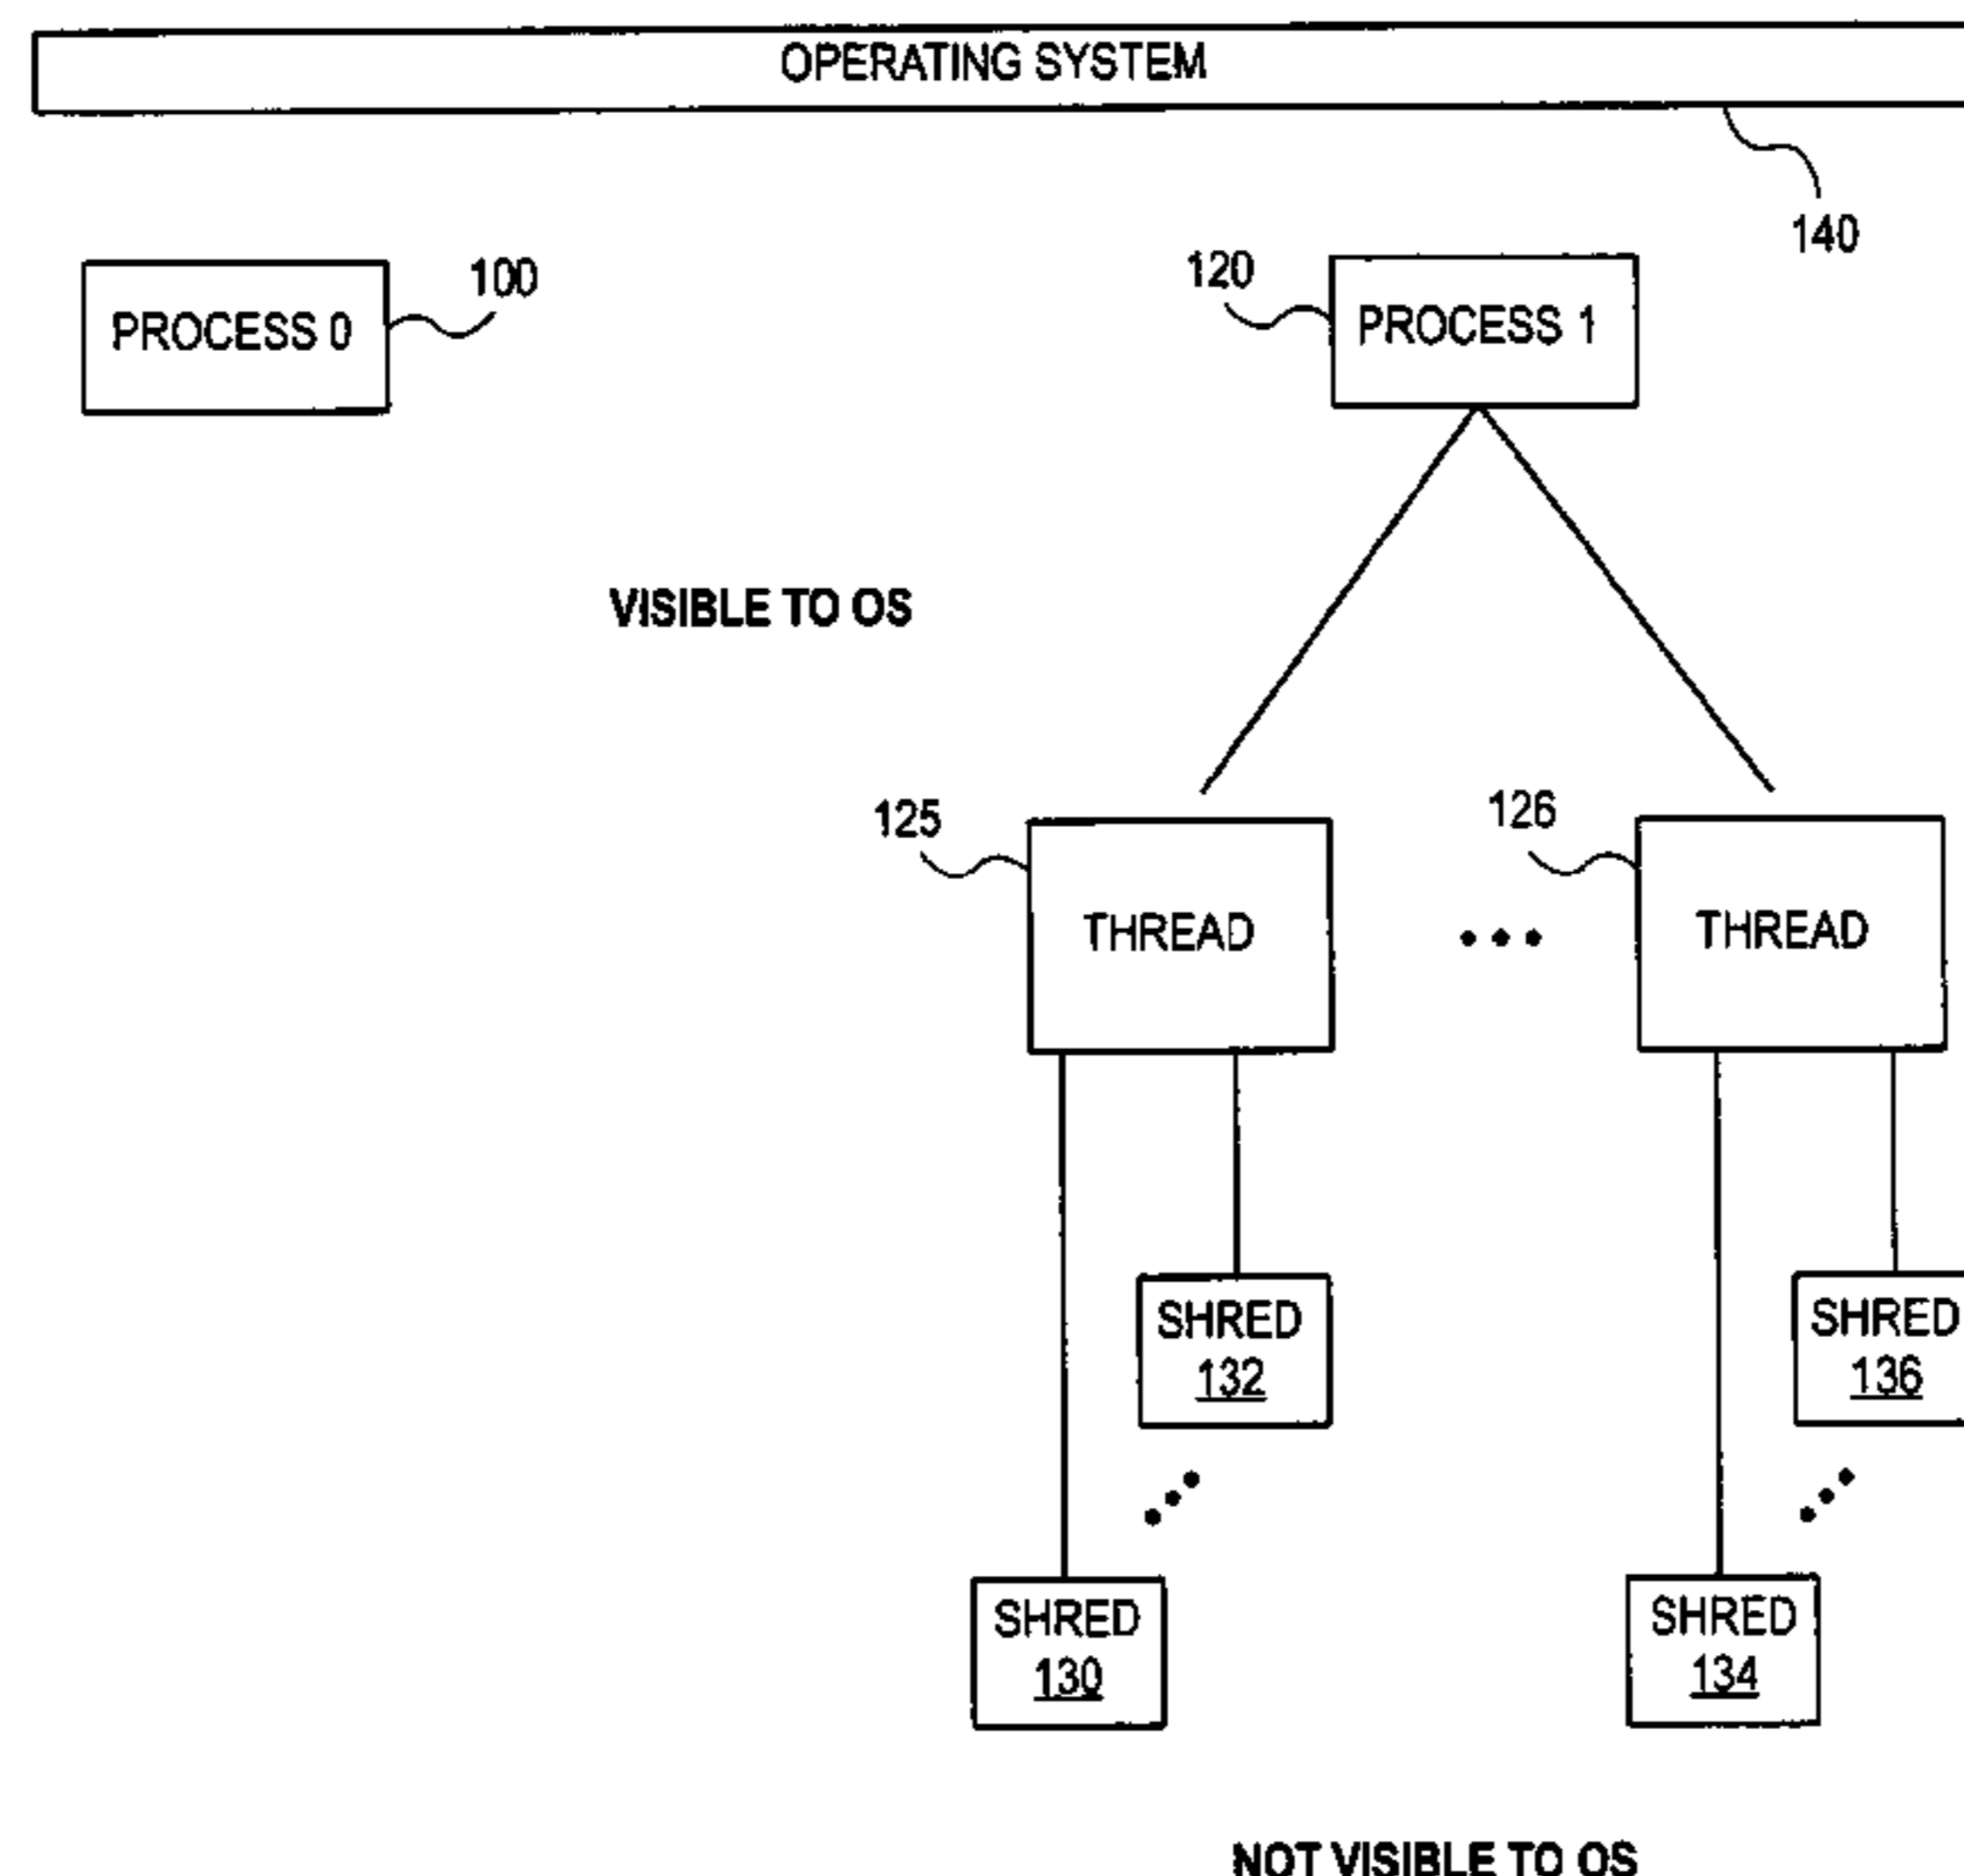 OPERATING SYSTEM
140
PROCESS 0
100
120
PROCESS 1
VISIBLE TO OS
125
THREAD
126
THREAD
SHRED
132
SHRED
136
SHRED
130
SHRED
134
NOT VISIBLE TO OS